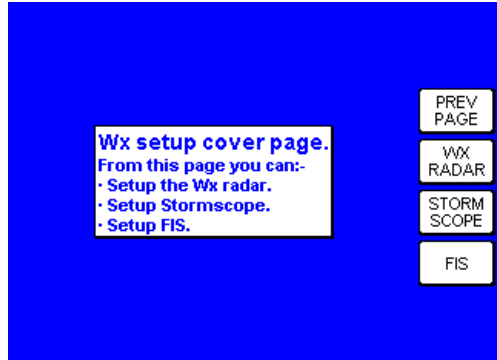 Wx setup cover page.
From this page you can:-
· Setup the Wx radar.
· Setup Stormscope.
· Setup FIS.
PREV
PAGE
WX
RADAR
STORM
SCOPE
FIS